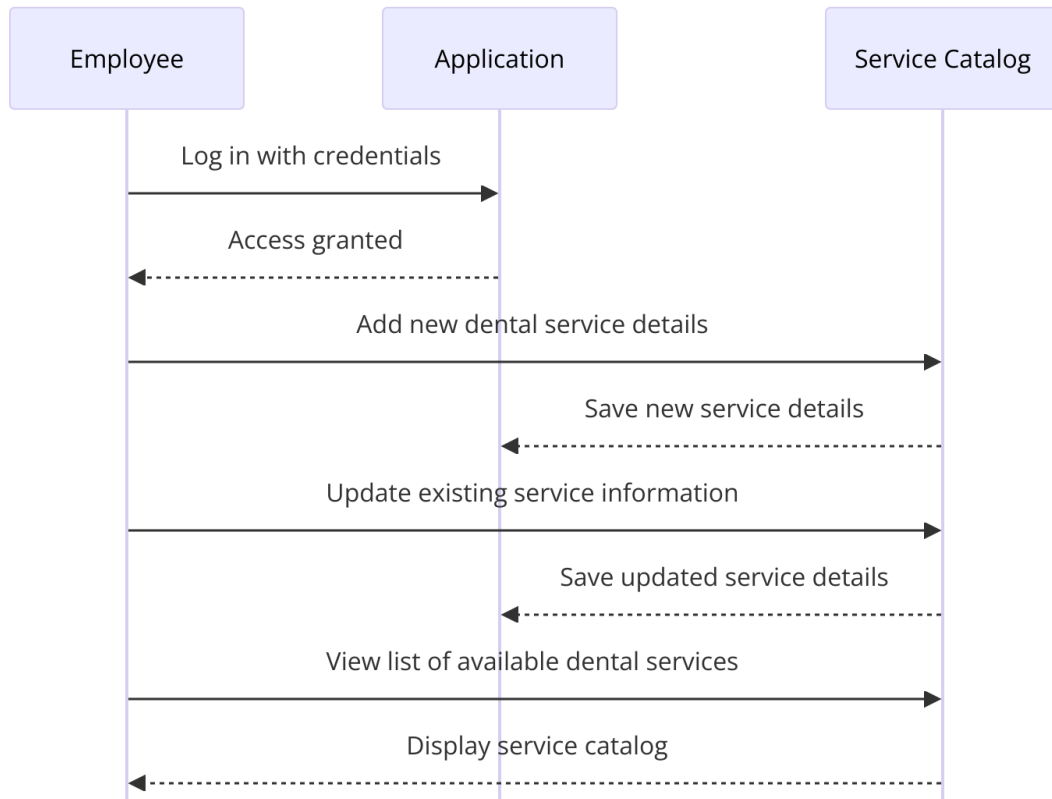 Employee
Application
Service Catalog
Log in with credentials
Access granted
Add new dental service details
Save new service details
Update existing service information
Save updated service details
View list of available dental services
Display service catalog